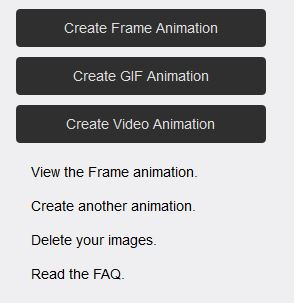 Create Frame Animation
Create GIF Animation
Create Video Animation
View the Frame animation.
Create another animation.
Delete your images.
Read the FAQ.